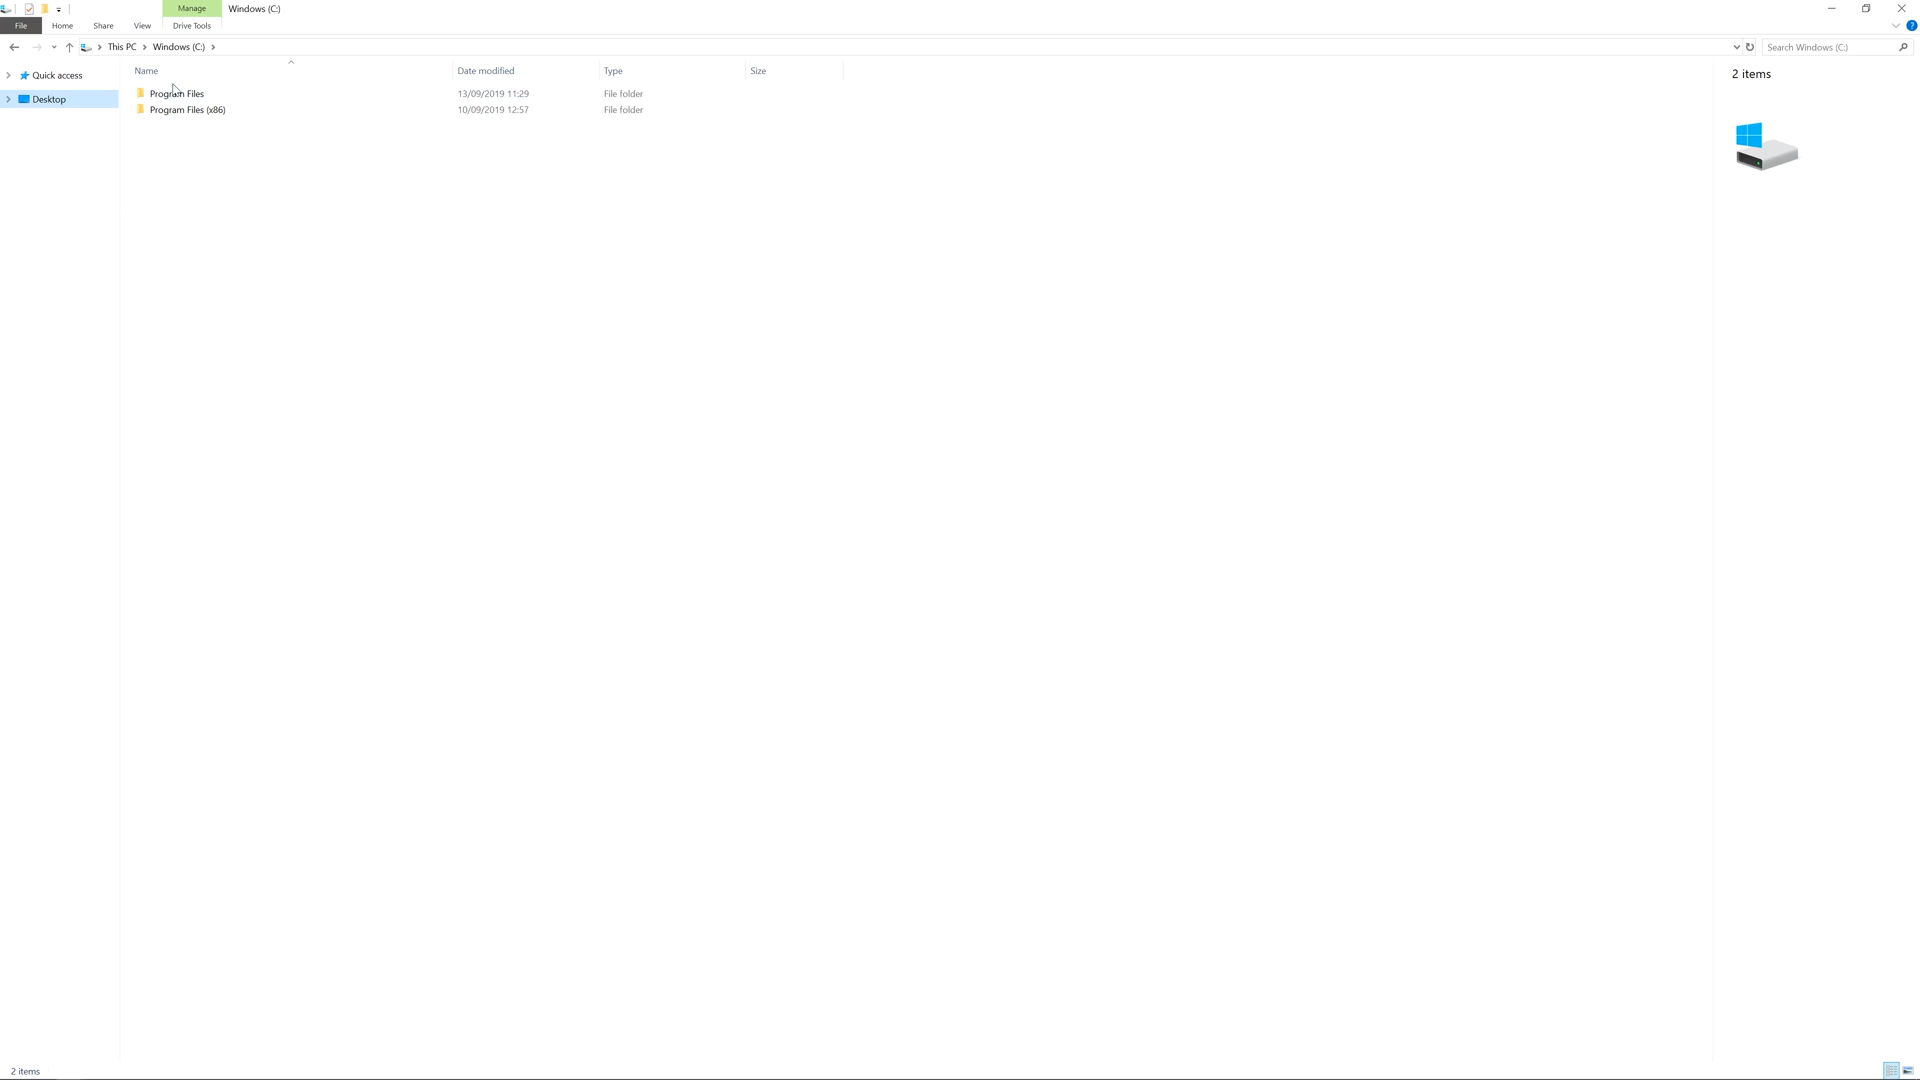 Manage
Windows (C:)
File
Home
Share
View
Drive Tools
This PC
Windows (C:)
Search Windows (C:)
Quick access
Desktop
Name
Date modified
Type
Size
Program Files
13/09/2019 11:29
File folder
Program Files (x86)
10/09/2019 12:57
File folder
2 items
2 items